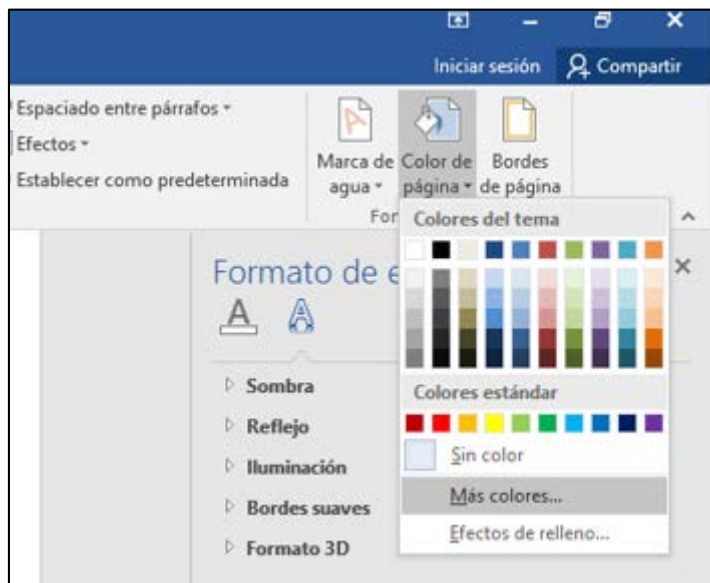 Iniciar sesión Compartir
Espaciado entre párrafos
Efectos
Establecer como predeterminada
Marca de agua
Color de página
Bordes de página
For
Colores del tema
Formato de e
A A
Sombra
Reflejo
Iluminación
Bordes suaves
Formato 3D
Colores estándar
Sin color
Más colores...
Efectos de relleno...